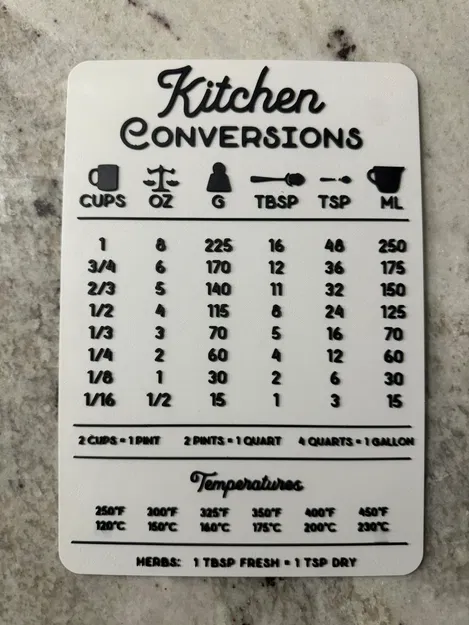 Kitchen
CONVERSIONS
CUPS OZ G TBSP TSP ML
1 8 225 16 48 250
3/4 6 170 12 36 175
2/3 5 140 11 32 150
1/2 4 115 8 24 125
1/3 3 70 5 16 70
1/4 2 60 4 12 60
1/8 1 30 2 6 30
1/16 1/2 15 1 3 15
2 CUPS = 1 PINT 2 PINTS = 1 QUART 4 QUARTS = 1 GALLON
Temperatures
250°F 300°F 325°F 350°F 400°F 450°F
120°C 150°C 160°C 175°C 200°C 230°C
HERBS: 1 TBSP FRESH = 1 TSP DRY